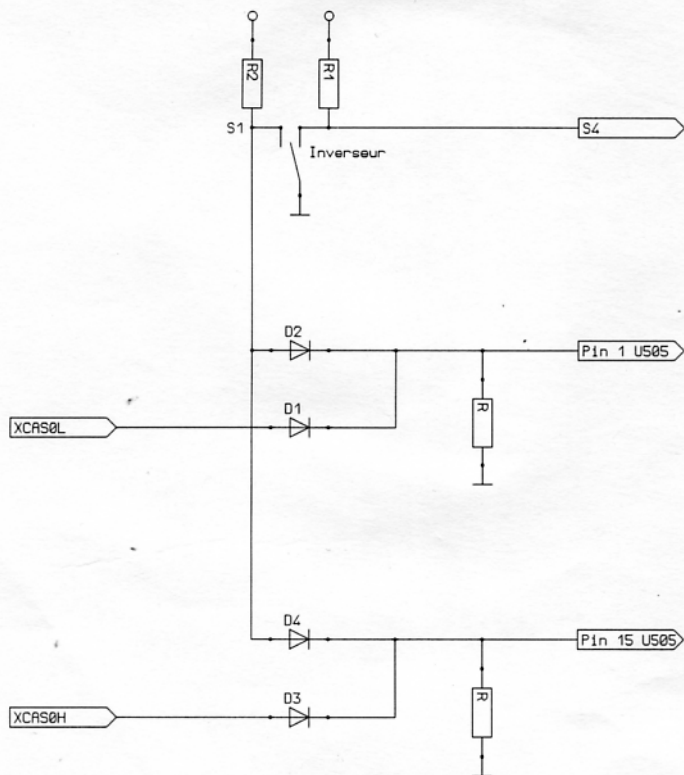 R2
R1
S1
Inverseur
S4
D2
Pin 1 U505
D1
R
XCAS0L
D4
Pin 15 U505
D3
R
XCAS0H